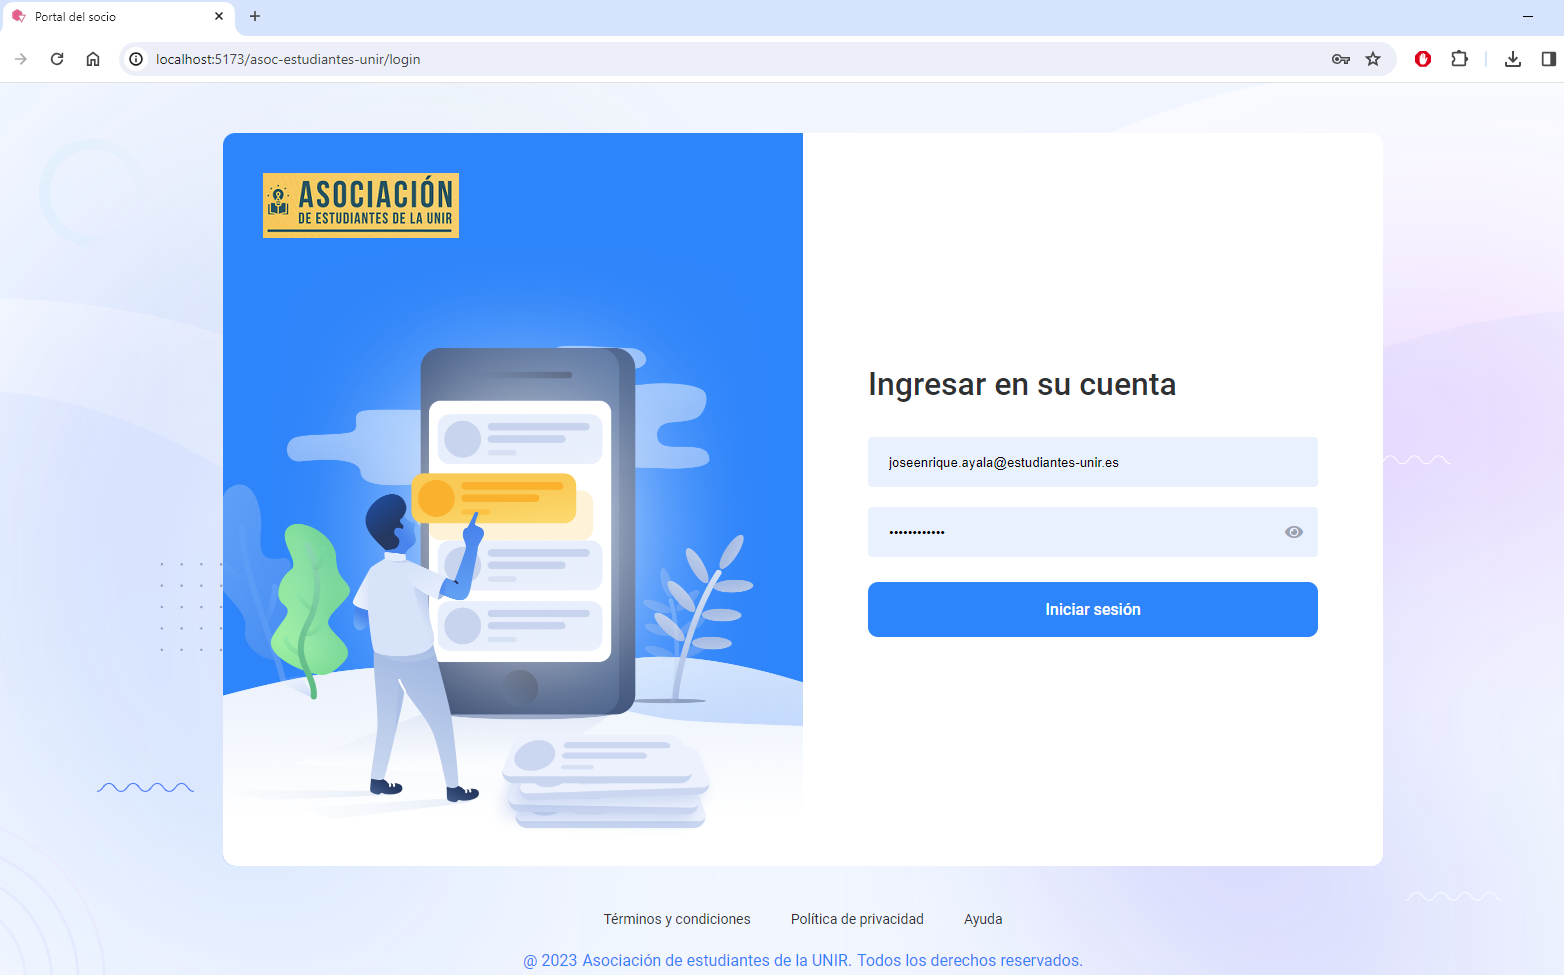 Portal del socio
localhost:5173/asoc-estudiantes-unir/login
ASOCIACIÓN
DE ESTUDIANTES DE LA UNIR
Ingresar en su cuenta
joseenrique.ayala@estudiantes-unir.es
••••••••••••
Iniciar sesión
Términos y condiciones Política de privacidad Ayuda
@ 2023 Asociación de estudiantes de la UNIR. Todos los derechos reservados.